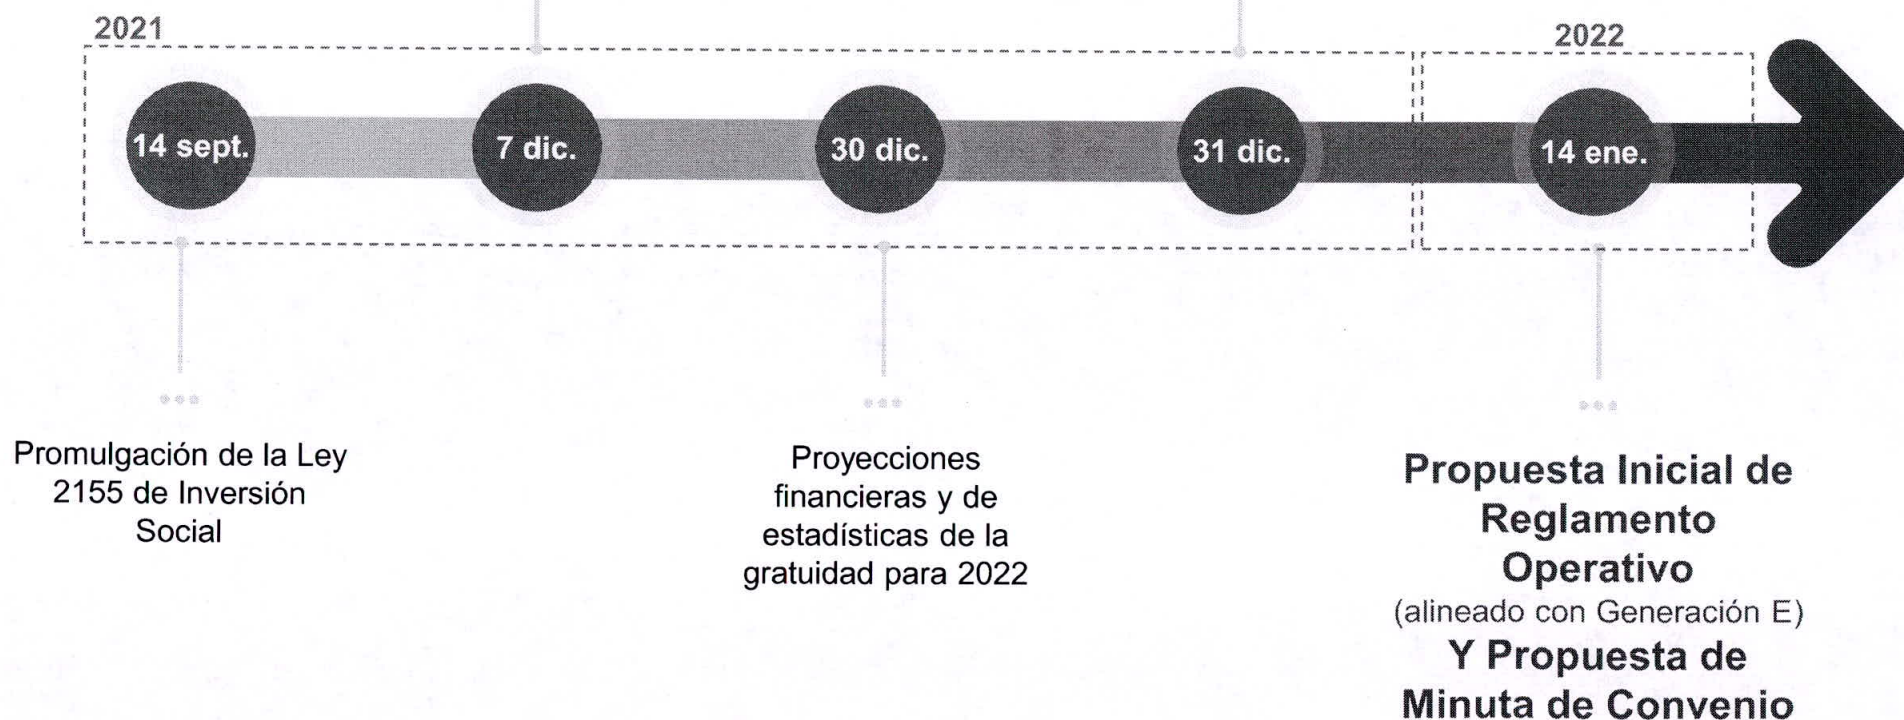 2021
2022
14 sept.
7 dic.
30 dic.
31 dic.
14 ene.
Promulgación de la Ley
2155 de Inversión
Social
Proyecciones
financieras y de
estadísticas de la
gratuidad para 2022
Propuesta Inicial de
Reglamento
Operativo
(alineado con Generación E)
Y Propuesta de
Minuta de Convenio